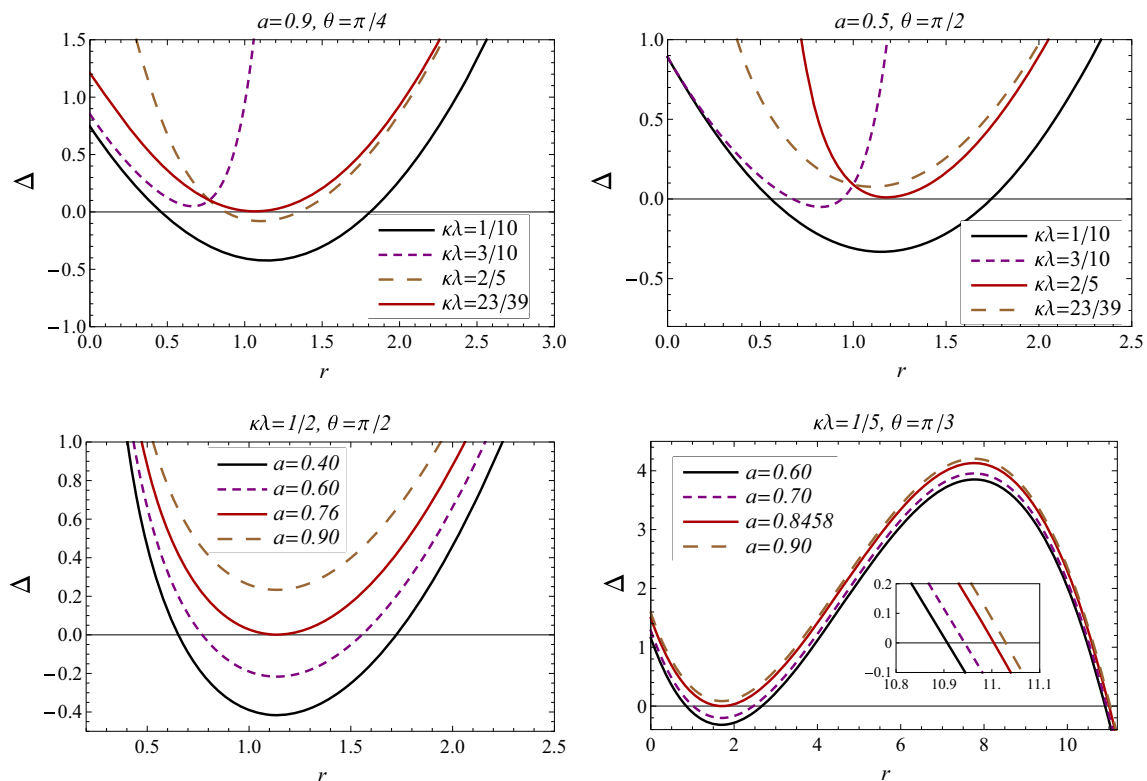 a=0.9, θ=π/4
1.5
1.0
0.5
0.0
−0.5
−1.0
Δ
0.0 0.5 1.0 1.5 2.0 2.5 3.0
r
κλ=1/10
κλ=3/10
κλ=2/5
κλ=23/39
a=0.5, θ=π/2
1.0
0.5
0.0
−0.5
Δ
0.0 0.5 1.0 1.5 2.0 2.5
r
κλ=1/10
κλ=3/10
κλ=2/5
κλ=23/39
κλ=1/2, θ=π/2
1.0
0.8
0.6
0.4
0.2
0.0
−0.2
−0.4
Δ
0.5 1.0 1.5 2.0 2.5
r
a=0.40
a=0.60
a=0.76
a=0.90
κλ=1/5, θ=π/3
4
3
2
1
0
Δ
0 2 4 6 8 10
r
a=0.60
a=0.70
a=0.8458
a=0.90
0.2
0.1
0
−0.1
10.8 10.9 11. 11.1